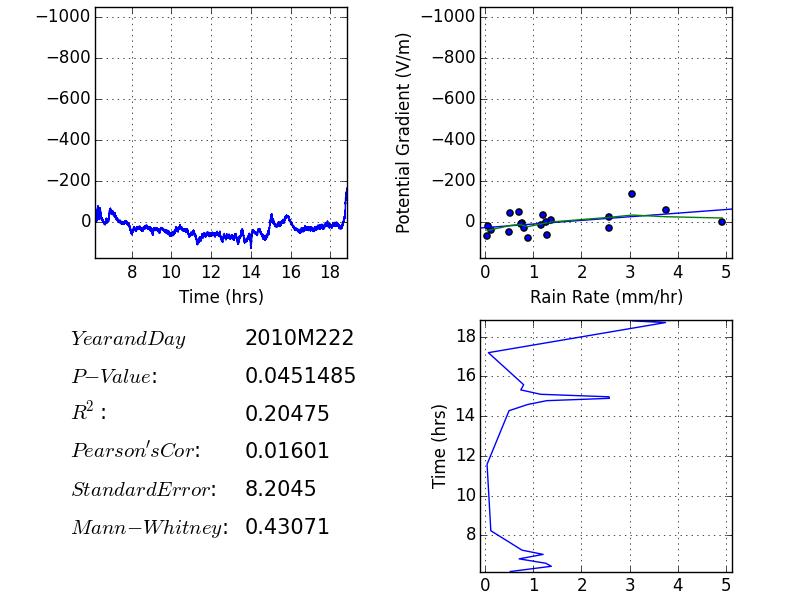 −1000
−800
−600
−400
−200
0
8 10 12 14 16 18
Time (hrs)
Potential Gradient (V/m)
−1000
−800
−600
−400
−200
0
0 1 2 3 4 5
Rain Rate (mm/hr)
YearandDay 2010M222
P−Value: 0.0451485
R²: 0.20475
Pearson'sCor: 0.01601
StandardError: 8.2045
Mann−Whitney: 0.43071
Time (hrs)
18
16
14
12
10
8
0 1 2 3 4 5